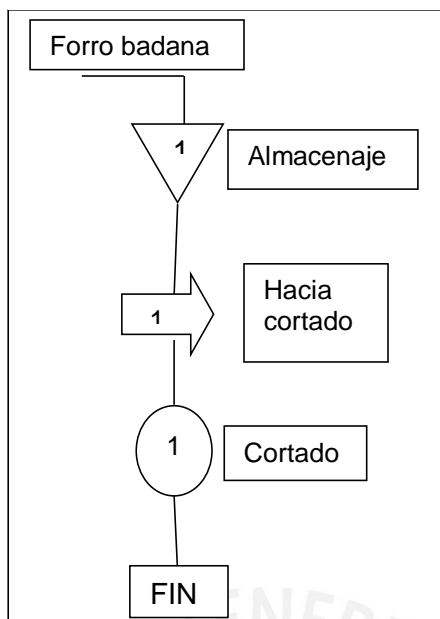 Forro badana
1
Almacenaje
1
Hacia
cortado
1
Cortado
FIN